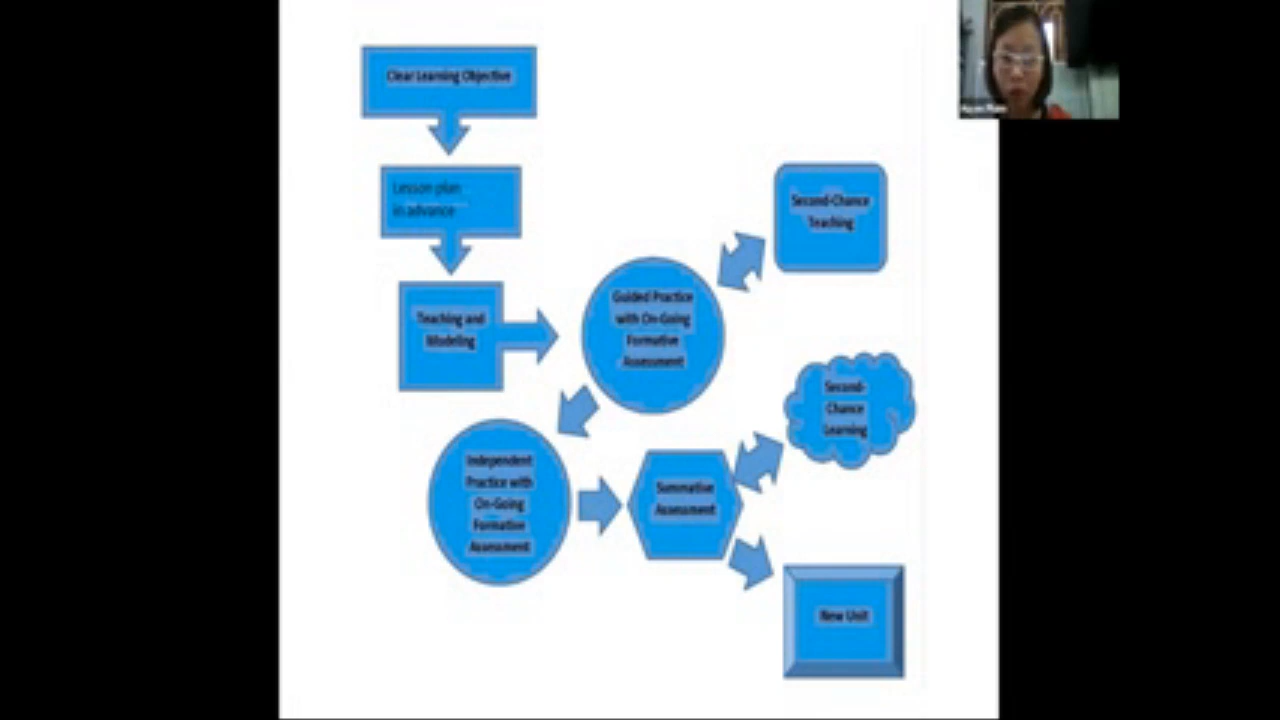 Clear Learning Objective
Lesson plan
in advance
Teaching and
Modeling
Guided Practice
with On-Going
Formative
Assessment
Second-Chance
Teaching
Independent
Practice with
On-Going
Formative
Assessment
Summative
Assessment
Second-
Chance
Learning
New Unit